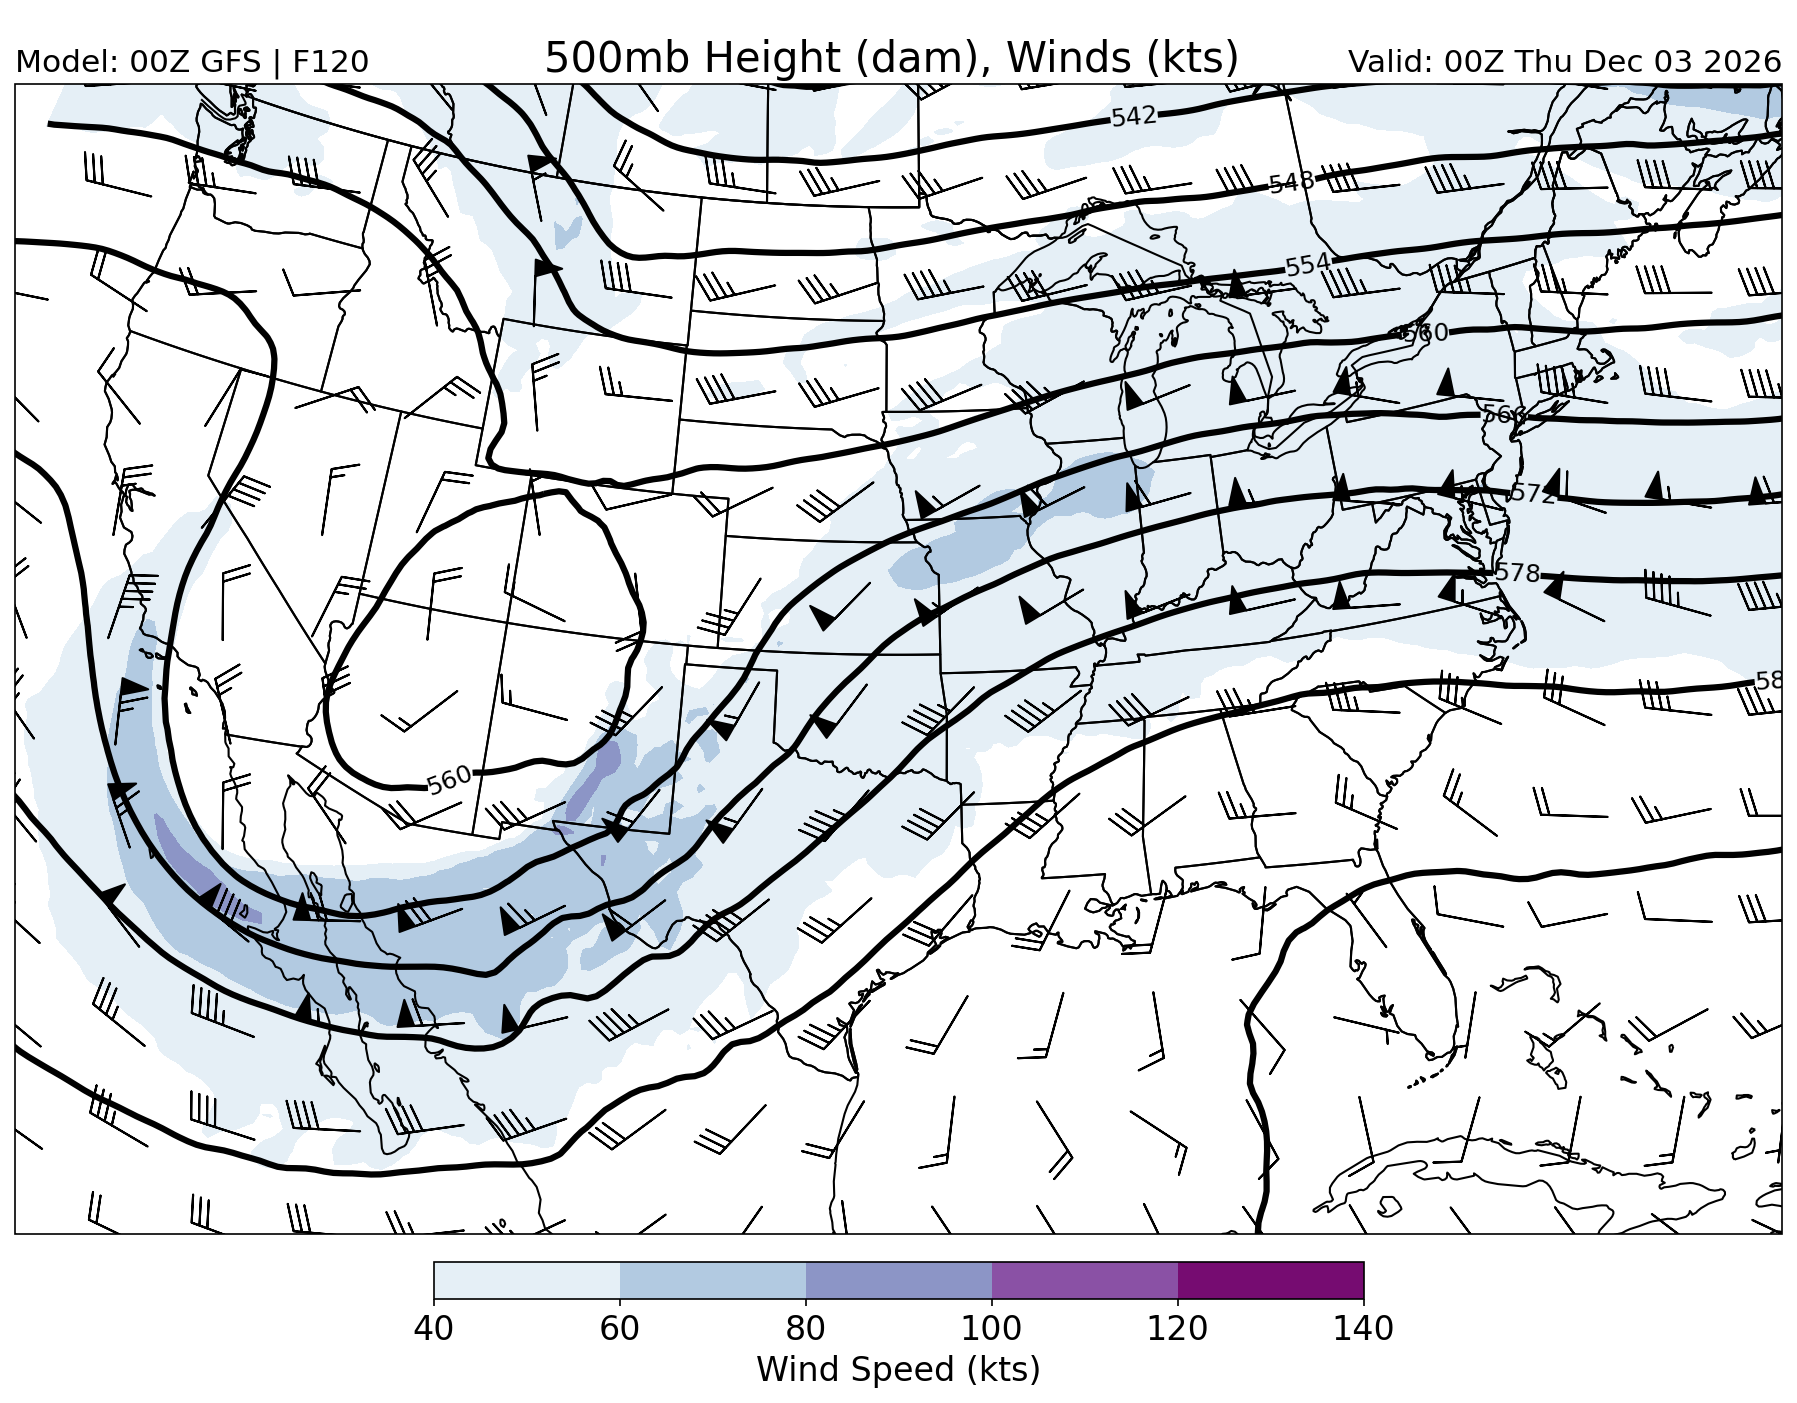 Model: 00Z GFS | F120
500mb Height (dam), Winds (kts)
Valid: 00Z Thu Dec 03 2026
542
548
554
560
566
572
578
58
560
40 60 80 100 120 140
Wind Speed (kts)